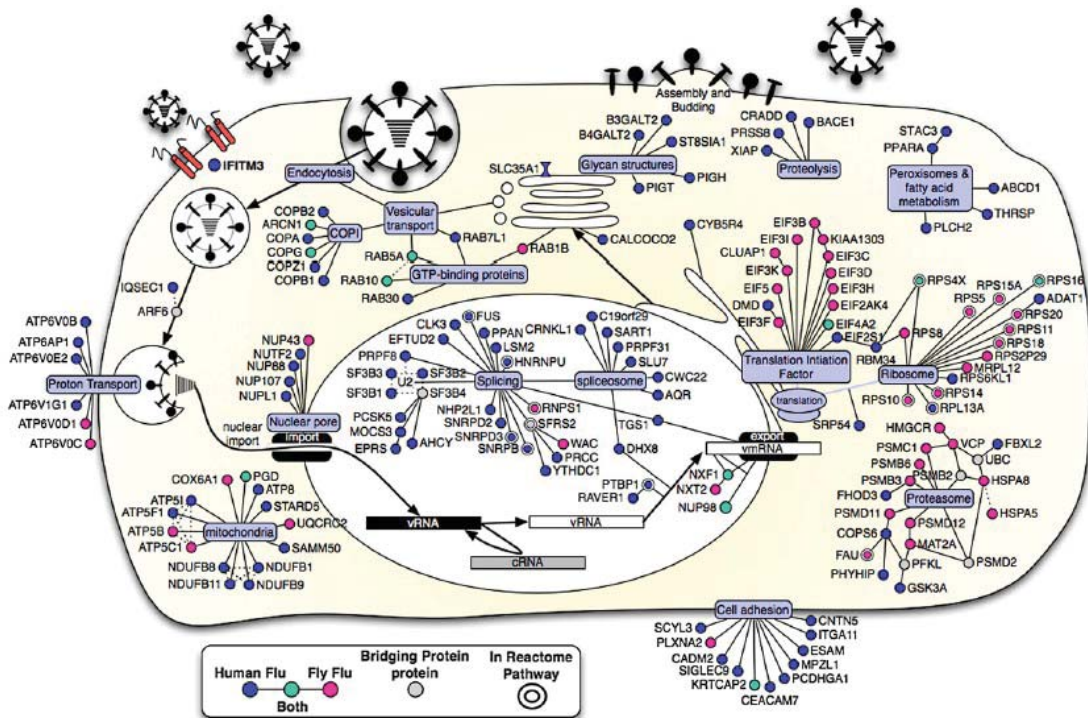 Assembly and
Budding
IFITM3
Endocytosis
SLC35A1
B3GALT2
B4GALT2
ST8SIA1
Glycan structures
PIGH
PIGT
CRADD
PRSS8
XIAP
BACE1
Proteolysis
STAC3
PPARA
Peroxisomes &
fatty acid
metabolism
ABCD1
THRSP
PLCH2
COPB2
ARCN1
COPA
COPG
COPZ1
COPB1
COPI
Vesicular
transport
RAB7L1
RAB5A
RAB10
RAB30
GTP-binding proteins
RAB1B
CALCOCO2
CYB5R4
IQSEC1
ARF6
EIF3B
EIF3I
CLUAP1
EIF3K
EIF5
DMD
EIF3F
KIAA1303
EIF3C
EIF3D
EIF3H
EIF2AK4
EIF4A2
EIF2S1
Translation Intiation
Factor
translation
SRP54
RPS4X
RPS15A
RPS16
RPS5
ADAT1
RPS20
RPS11
RPS8
RPS18
RBM34
RPS2P29
MRPL12
Ribosome
RPS6KL1
RPS14
RPS10
RPL13A
ATP6V0B
ATP6AP1
ATP6V0E2
Proton Transport
ATP6V1G1
ATP6V0D1
ATP6V0C
NUP43
NUTF2
NUP88
NUP107
NUPL1
Nuclear pore
import
nuclear
import
FUS
CLK3
PPAN
EFTUD2
LSM2
HNRNPU
PRPF8
SF3B3
SF3B2
U2
SF3B1
SF3B4
Splicing
PCSK5
MOCS3
EPRS
AHCY
NHP2L1
SNRPD2
SNRPD3
SNRPB
RNPS1
SFRS2
WAC
PRCC
YTHDC1
C19orf29
CRNKL1
SART1
PRPF31
SLU7
spliceosome
CWC22
AQR
TGS1
DHX8
PTBP1
RAVER1
export
vmRNA
NXF1
NXT2
NUP98
vRNA
vRNA
cRNA
COX6A1
PGD
ATP8
ATP5I
ATP5F1
STARD5
ATP5B
UQCRC2
mitochondria
ATP5C1
SAMM50
NDUFB8
NDUFB1
NDUFB11
NDUFB9
HMGCR
PSMC1
VCP
FBXL2
UBC
PSMB6
PSMB2
PSMB3
HSPA8
Proteasome
FHOD3
HSPA5
PSMD11
PSMD12
COPS6
MAT2A
FAU
PFKL
PSMD2
PHYHIP
GSK3A
Cell adhesion
SCYL3
PLXNA2
CADM2
SIGLEC9
KRTCAP2
CEACAM7
CNTN5
ITGA11
ESAM
MPZL1
PCDHGA1
Human Flu
Fly Flu
Both
Bridging Protein
protein
In Reactome
Pathway